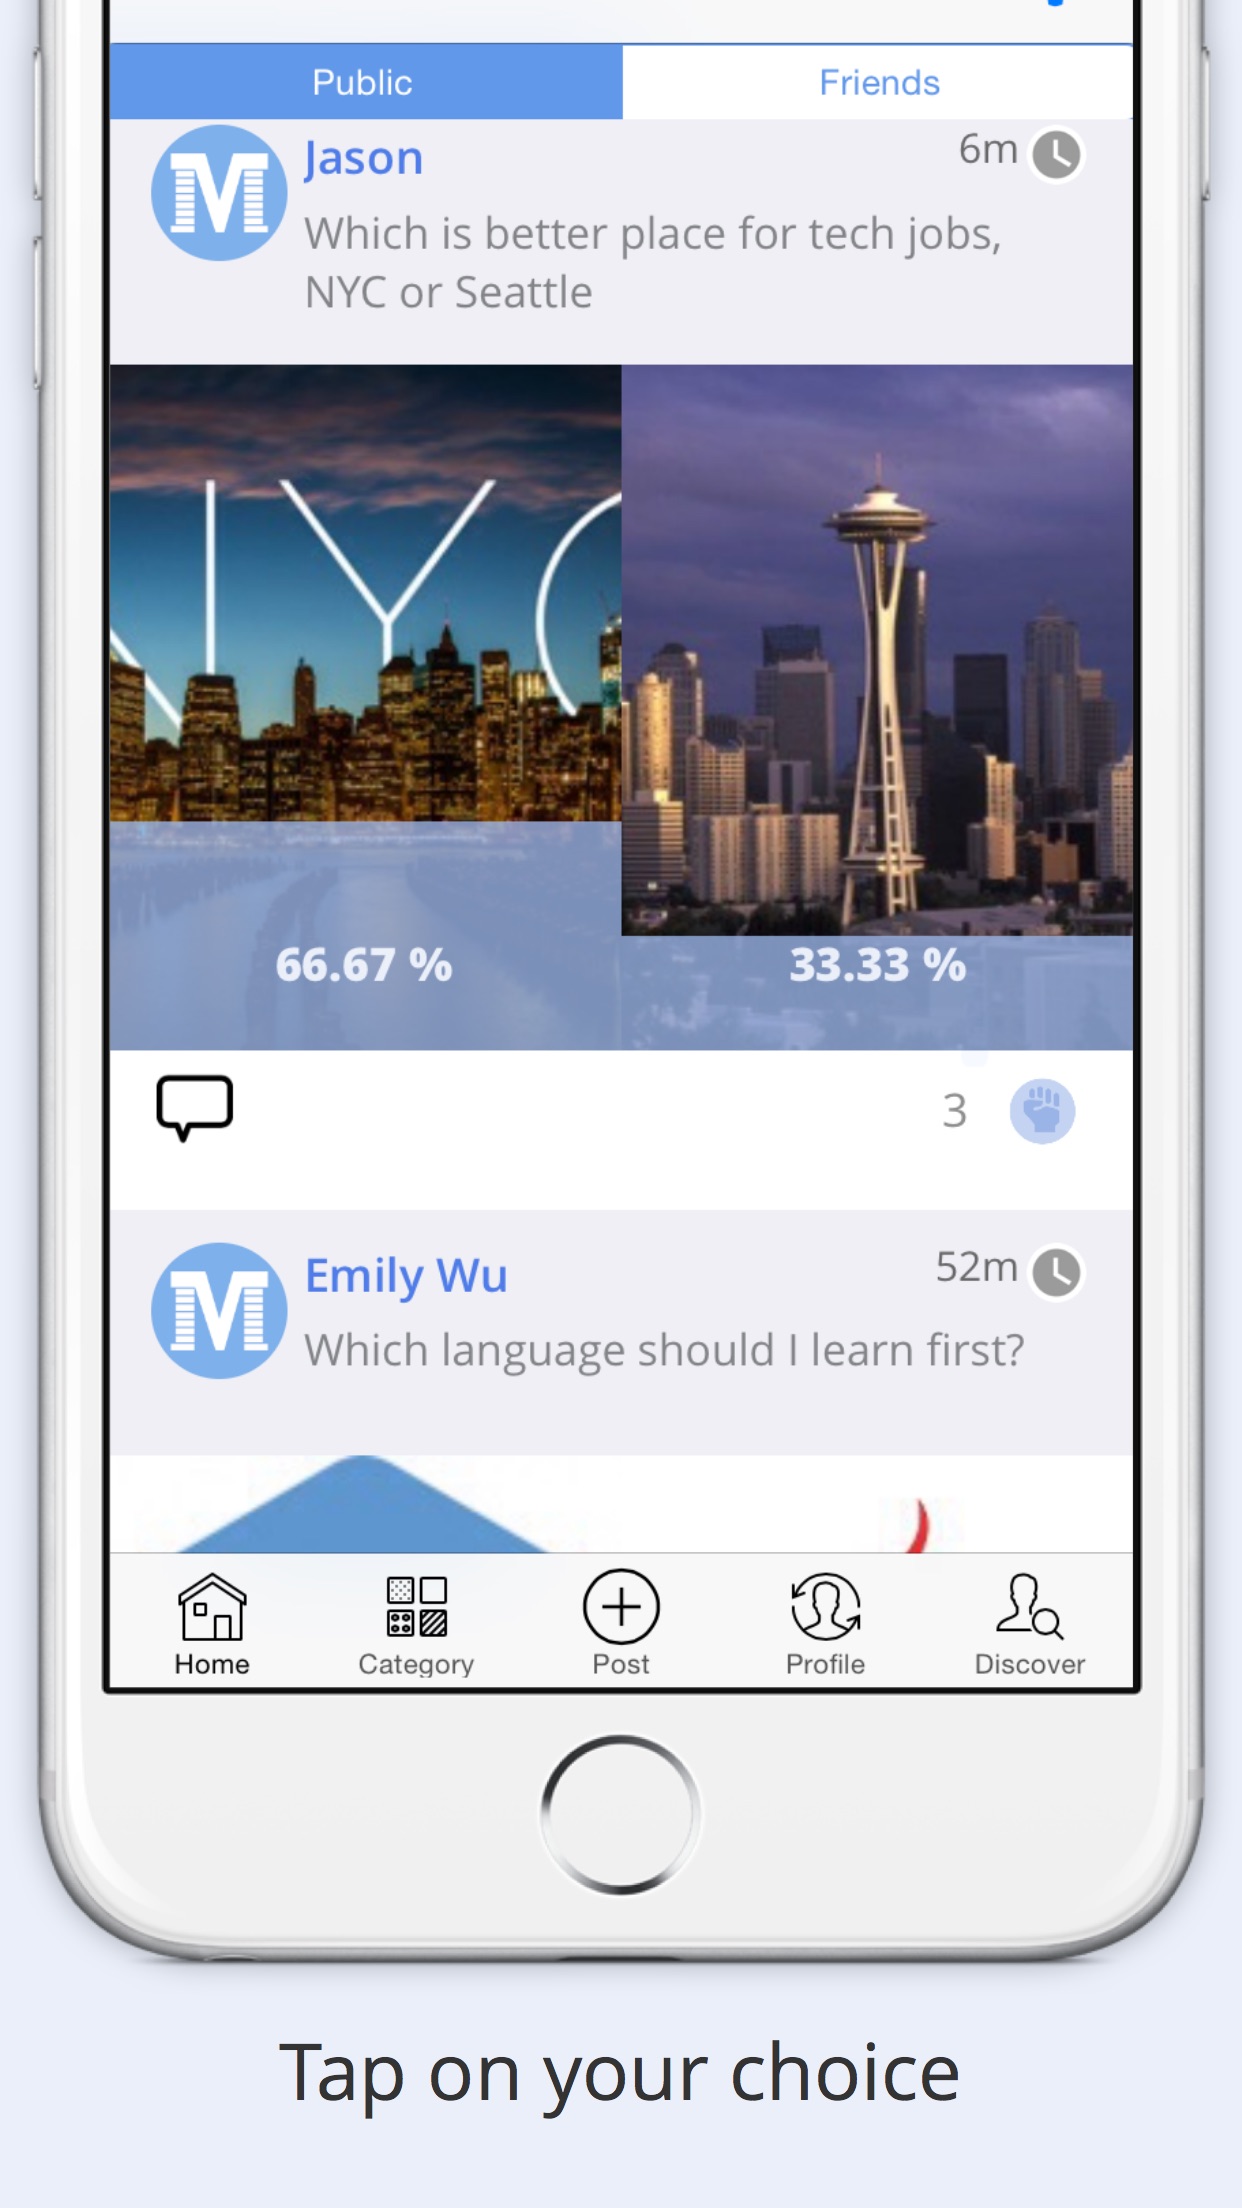 Public
Friends
M
Jason
6m
Which is better place for tech jobs,
NYC or Seattle
NYC
66.67 %
33.33 %
3
M
Emily Wu
52m
Which language should I learn first?
Home
Category
Post
Profile
Discover
Tap on your choice